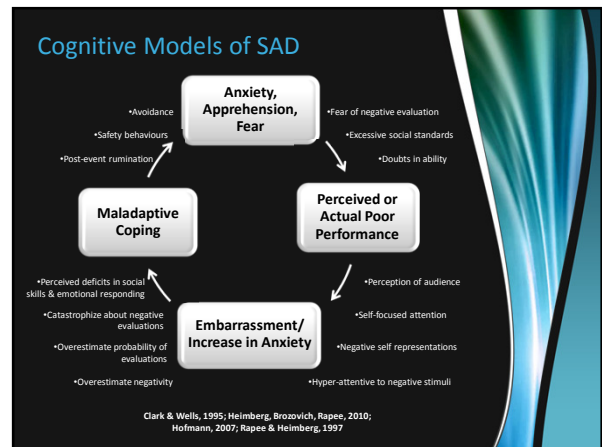 Cognitive Models of SAD
Anxiety,
Apprehension,
Fear
•Avoidance
•Safety behaviours
•Post-event rumination
•Fear of negative evaluation
•Excessive social standards
•Doubts in ability
Maladaptive
Coping
Perceived or
Actual Poor
Performance
•Perceived deficits in social
skills & emotional responding
•Catastrophize about negative
evaluations
•Overestimate probability of
evaluations
•Overestimate negativity
Embarrassment/
Increase in Anxiety
•Perception of audience
•Self-focused attention
•Negative self representations
•Hyper-attentive to negative stimuli
Clark & Wells, 1995; Heimberg, Brozovich, Rapee, 2010;
Hofmann, 2007; Rapee & Heimberg, 1997